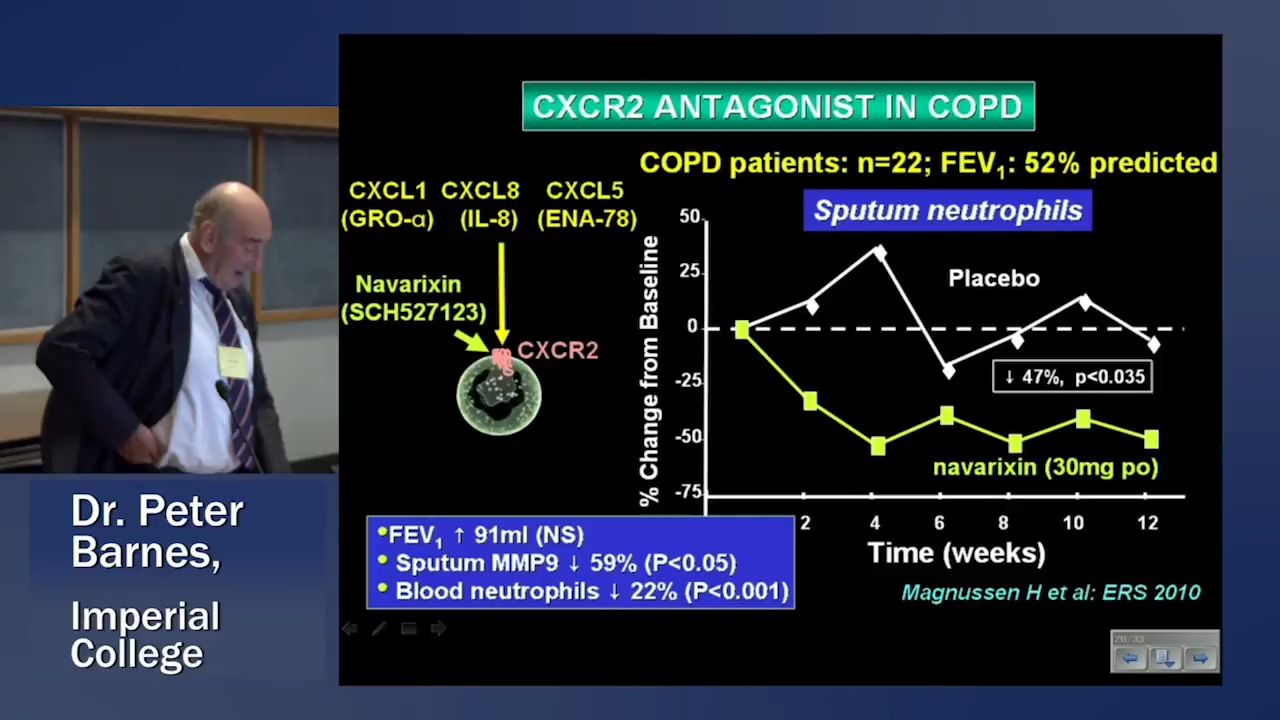 CXCR2 ANTAGONIST IN COPD
COPD patients: n=22; FEV₁: 52% predicted
CXCL1 CXCL8 CXCL5
(GRO-α) (IL-8) (ENA-78)
Navarixin
(SCH527123)
CXCR2
Sputum neutrophils
% Change from Baseline
50
25
0
-25
-50
-75
Placebo
↓ 47%, p<0.035
navarixin (30mg po)
2 4 6 8 10 12
Time (weeks)
•FEV₁ ↑ 91ml (NS)
• Sputum MMP9 ↓ 59% (P<0.05)
• Blood neutrophils ↓ 22% (P<0.001)
Magnussen H et al: ERS 2010
Dr. Peter
Barnes,
Imperial
College